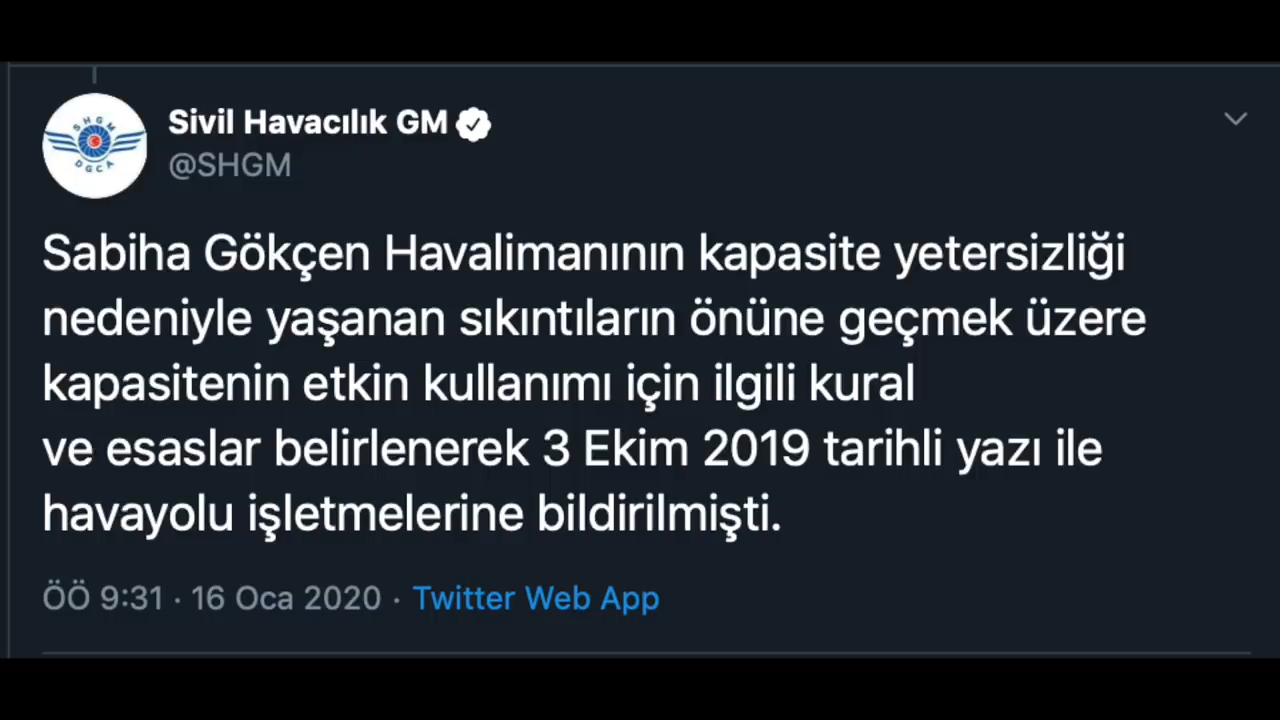 SHGM
DGCA
Sivil Havacılık GM
@SHGM
Sabiha Gökçen Havalimanının kapasite yetersizliği
nedeniyle yaşanan sıkıntıların önüne geçmek üzere
kapasitenin etkin kullanımı için ilgili kural
ve esaslar belirlenerek 3 Ekim 2019 tarihli yazı ile
havayolu işletmelerine bildirilmişti.
ÖÖ 9:31 · 16 Oca 2020 · Twitter Web App